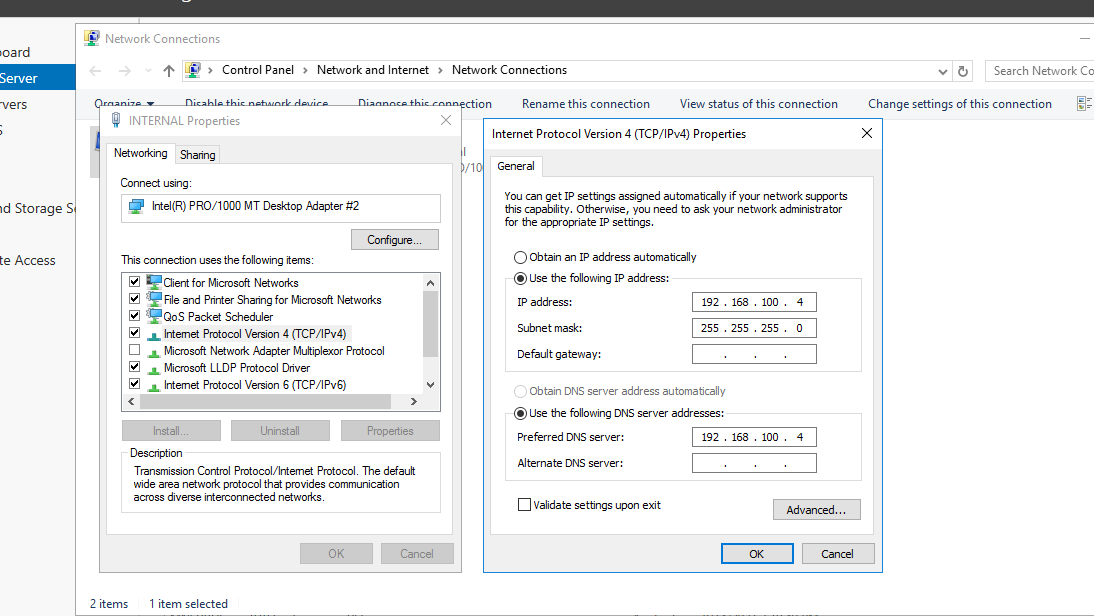 oard
Server
rvers
S
nd Storage S
te Access
Network Connections
Control Panel > Network and Internet > Network Connections
Search Network Co
Organize
Disable this network device
Diagnose this connection
Rename this connection
View status of this connection
Change settings of this connection
INTERNAL Properties
Networking
Sharing
Connect using:
Intel(R) PRO/1000 MT Desktop Adapter #2
Configure...
This connection uses the following items:
Client for Microsoft Networks
File and Printer Sharing for Microsoft Networks
QoS Packet Scheduler
Internet Protocol Version 4 (TCP/IPv4)
Microsoft Network Adapter Multiplexor Protocol
Microsoft LLDP Protocol Driver
Internet Protocol Version 6 (TCP/IPv6)
Install...
Uninstall
Properties
Description
Transmission Control Protocol/Internet Protocol. The default
wide area network protocol that provides communication
across diverse interconnected networks.
OK
Cancel
al
0/100
Internet Protocol Version 4 (TCP/IPv4) Properties
General
You can get IP settings assigned automatically if your network supports
this capability. Otherwise, you need to ask your network administrator
for the appropriate IP settings.
Obtain an IP address automatically
Use the following IP address:
IP address: 192 . 168 . 100 . 4
Subnet mask: 255 . 255 . 255 . 0
Default gateway: . . .
Obtain DNS server address automatically
Use the following DNS server addresses:
Preferred DNS server: 192 . 168 . 100 . 4
Alternate DNS server: . . .
Validate settings upon exit
Advanced...
OK
Cancel
2 items
1 item selected